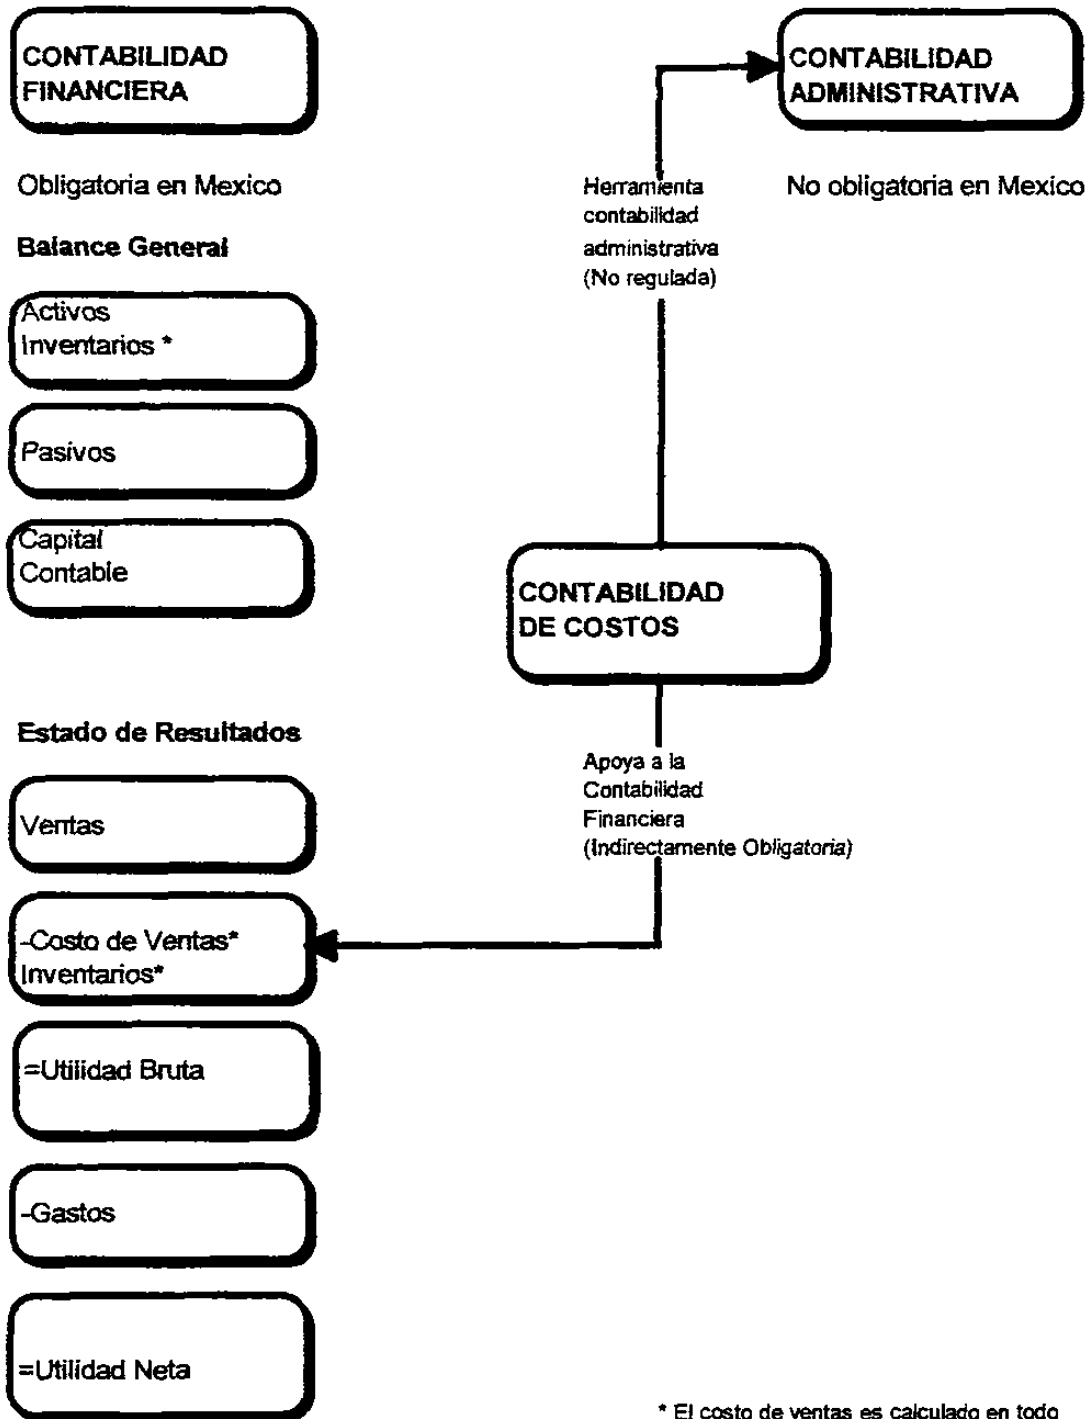 CONTABILIDAD
FINANCIERA
Obligatoria en Mexico
Balance General
Activos
Inventarios *
Pasivos
Capital
Contable
Estado de Resultados
Ventas
-Costo de Ventas*
Inventarios*
=Utilidad Bruta
-Gastos
=Utilidad Neta
CONTABILIDAD
ADMINISTRATIVA
No obligatoria en Mexico
Herramienta
contabilidad
administrativa
(No regulada)
CONTABILIDAD
DE COSTOS
Apoya a la
Contabilidad
Financiera
(Indirectamente Obligatoria)
* El costo de ventas es calculado en todo